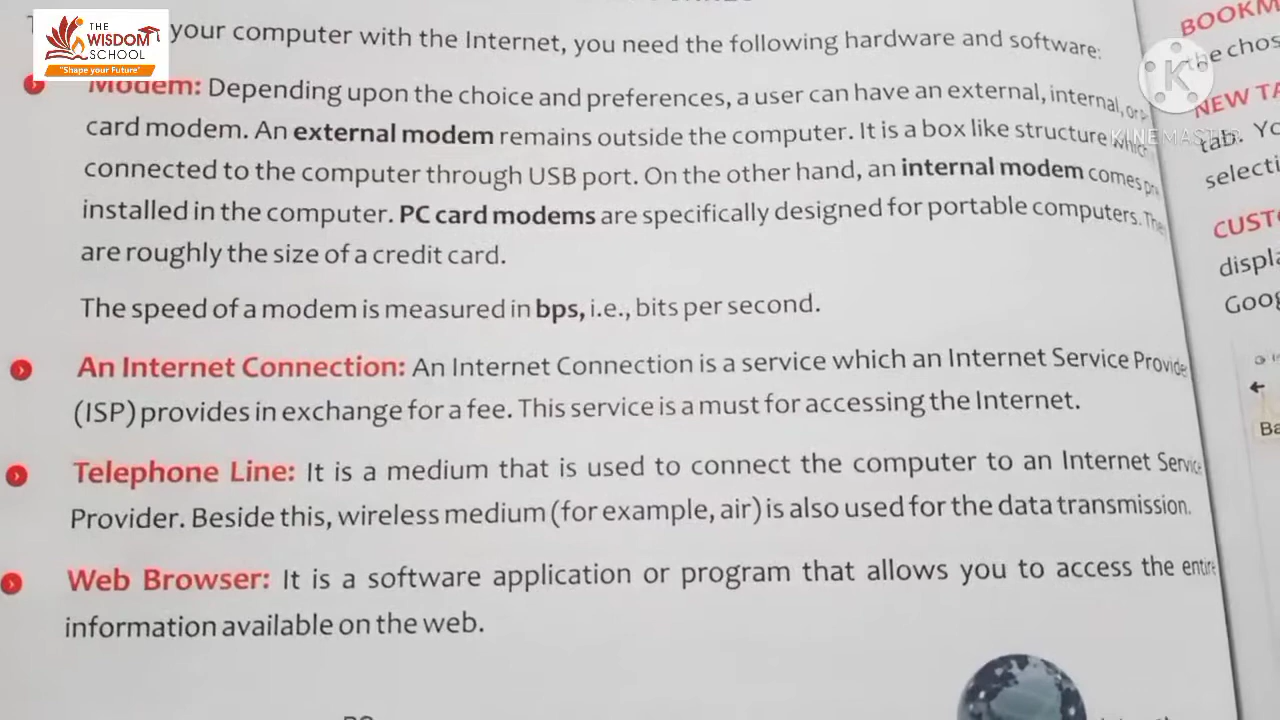 THE
WISDOM
SCHOOL
"Shape your Future"
your computer with the Internet, you need the following hardware and software:
Modem: Depending upon the choice and preferences, a user can have an external, internal, or
card modem. An external modem remains outside the computer. It is a box like structure
connected to the computer through USB port. On the other hand, an internal modem comes
installed in the computer. PC card modems are specifically designed for portable computers.
are roughly the size of a credit card.
The speed of a modem is measured in bps, i.e., bits per second.
An Internet Connection: An Internet Connection is a service which an Internet Service
(ISP) provides in exchange for a fee. This service is a must for accessing the Internet.
Telephone Line: It is a medium that is used to connect the computer to an Internet
Provider. Beside this, wireless medium (for example, air) is also used for the data transmission.
Web Browser: It is a software application or program that allows you to access the entire
information available on the web.
K
KINEMASTER
the
NEW
tab.